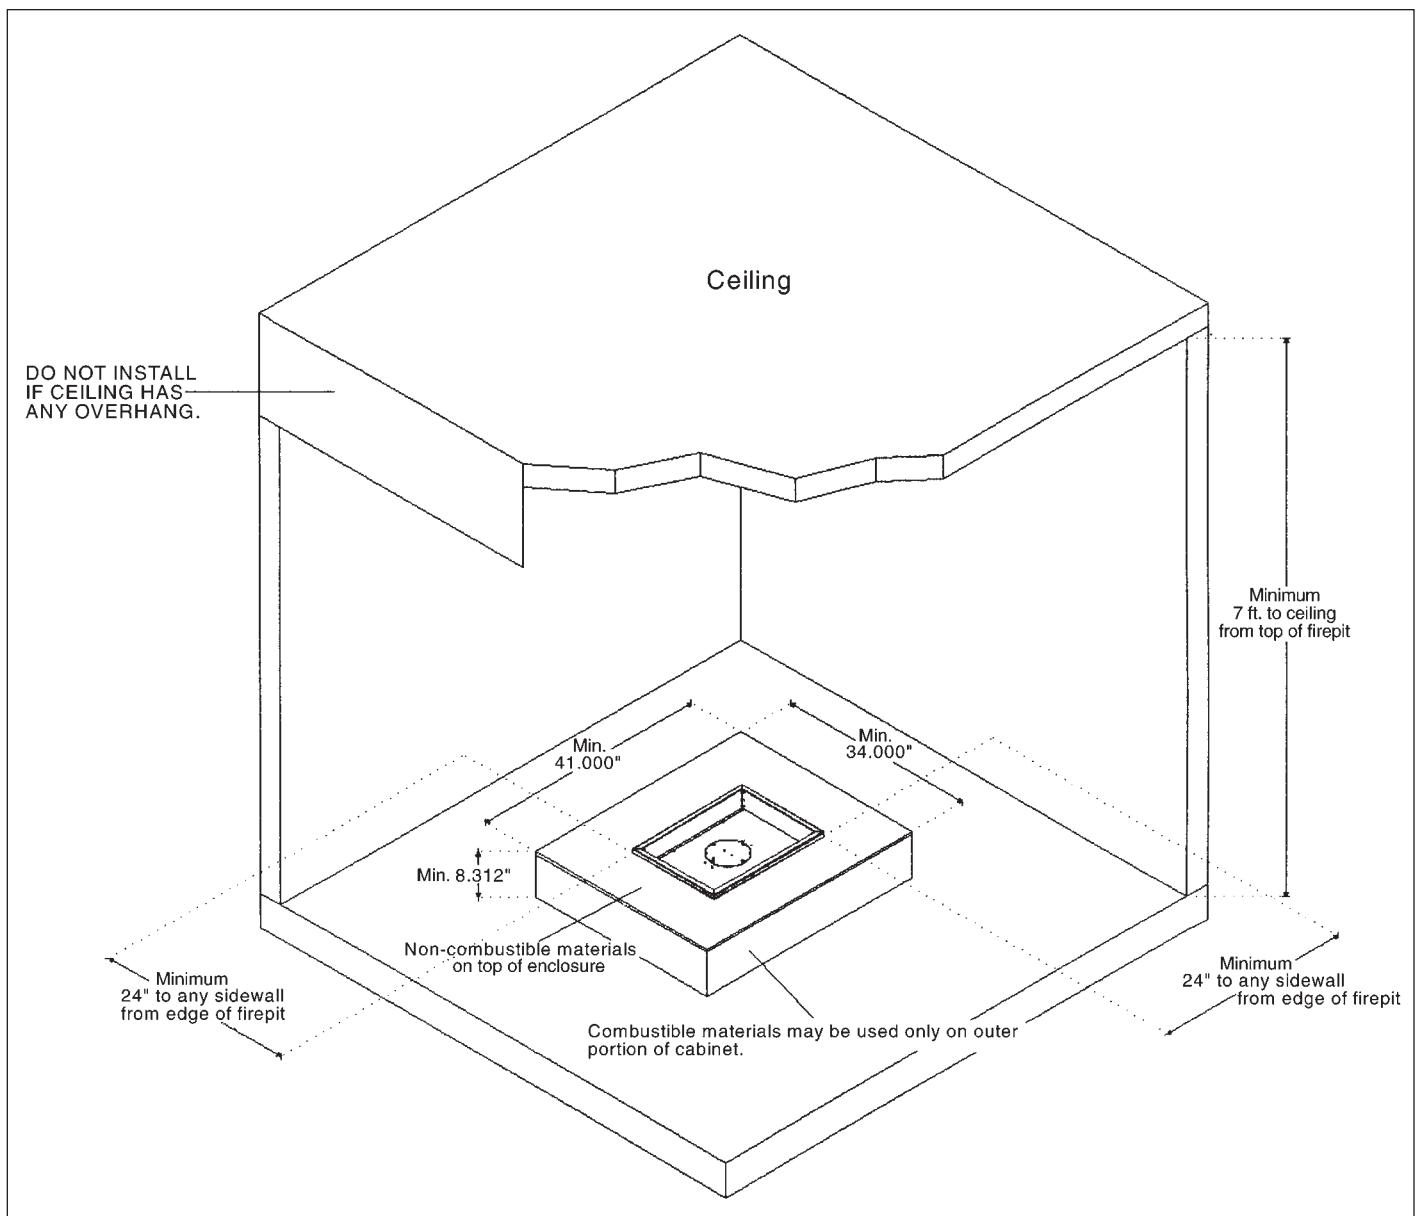 Ceiling
DO NOT INSTALL
IF CEILING HAS
ANY OVERHANG.
Minimum
7 ft. to ceiling
from top of firepit
Min.
41.000"
Min.
34.000"
Min. 8.312"
Non-combustible materials
on top of enclosure
Minimum
24" to any sidewall
from edge of firepit
Minimum
24" to any sidewall
from edge of firepit
Combustible materials may be used only on outer
portion of cabinet.